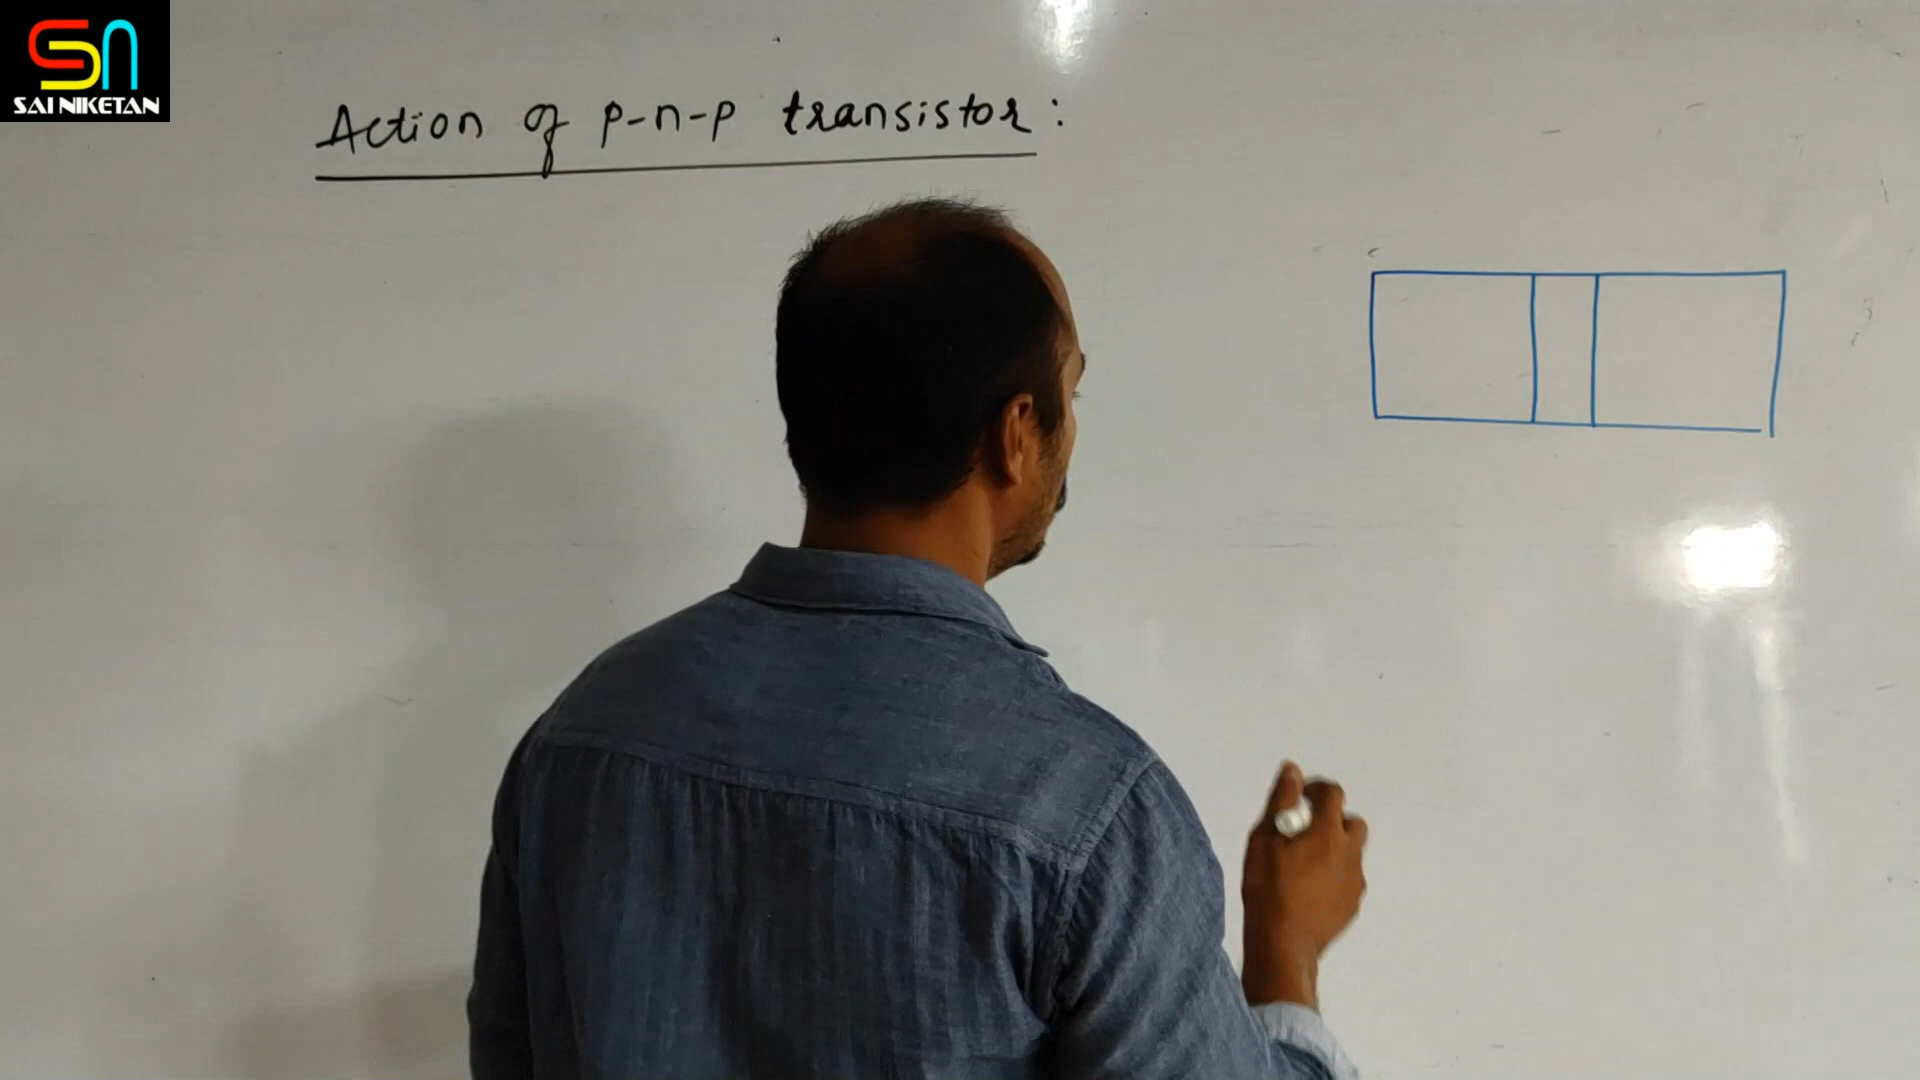 SN
SAI NIKETAN
Action of p-n-p transistor: